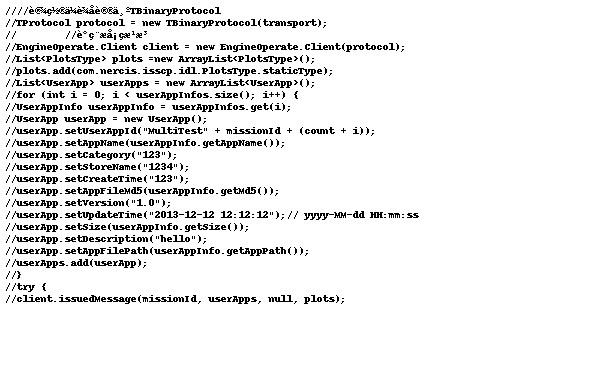 ////è®¾ç½®ä¼è¾åè®®ä¸ºTBinaryProtocol
//TProtocol protocol = new TBinaryProtocol(transport);
// //è°ç¨æå¡çæ¹æ³
//EngineOperate.Client client = new EngineOperate.Client(protocol);
//List<PlotsType> plots =new ArrayList<PlotsType>();
//plots.add(com.nercis.isscp.idl.PlotsType.staticType);
//List<UserApp> userApps = new ArrayList<UserApp>();
//for (int i = 0; i < userAppInfos.size(); i++) {
//UserAppInfo userAppInfo = userAppInfos.get(i);
//UserApp userApp = new UserApp();
//userApp.setUserAppId("MultiTest" + missionId + (count + i));
//userApp.setAppName(userAppInfo.getAppName());
//userApp.setCategory("123");
//userApp.setStoreName("1234");
//userApp.setCreateTime("123");
//userApp.setAppFileMd5(userAppInfo.getMd5());
//userApp.setVersion("1.0");
//userApp.setUpdateTime("2013-12-12 12:12:12");// yyyy-MM-dd HH:mm:ss
//userApp.setSize(userAppInfo.getSize());
//userApp.setDescription("hello");
//userApp.setAppFilePath(userAppInfo.getAppPath());
//userApps.add(userApp);
//}
//try {
//client.issuedMessage(missionId, userApps, null, plots);